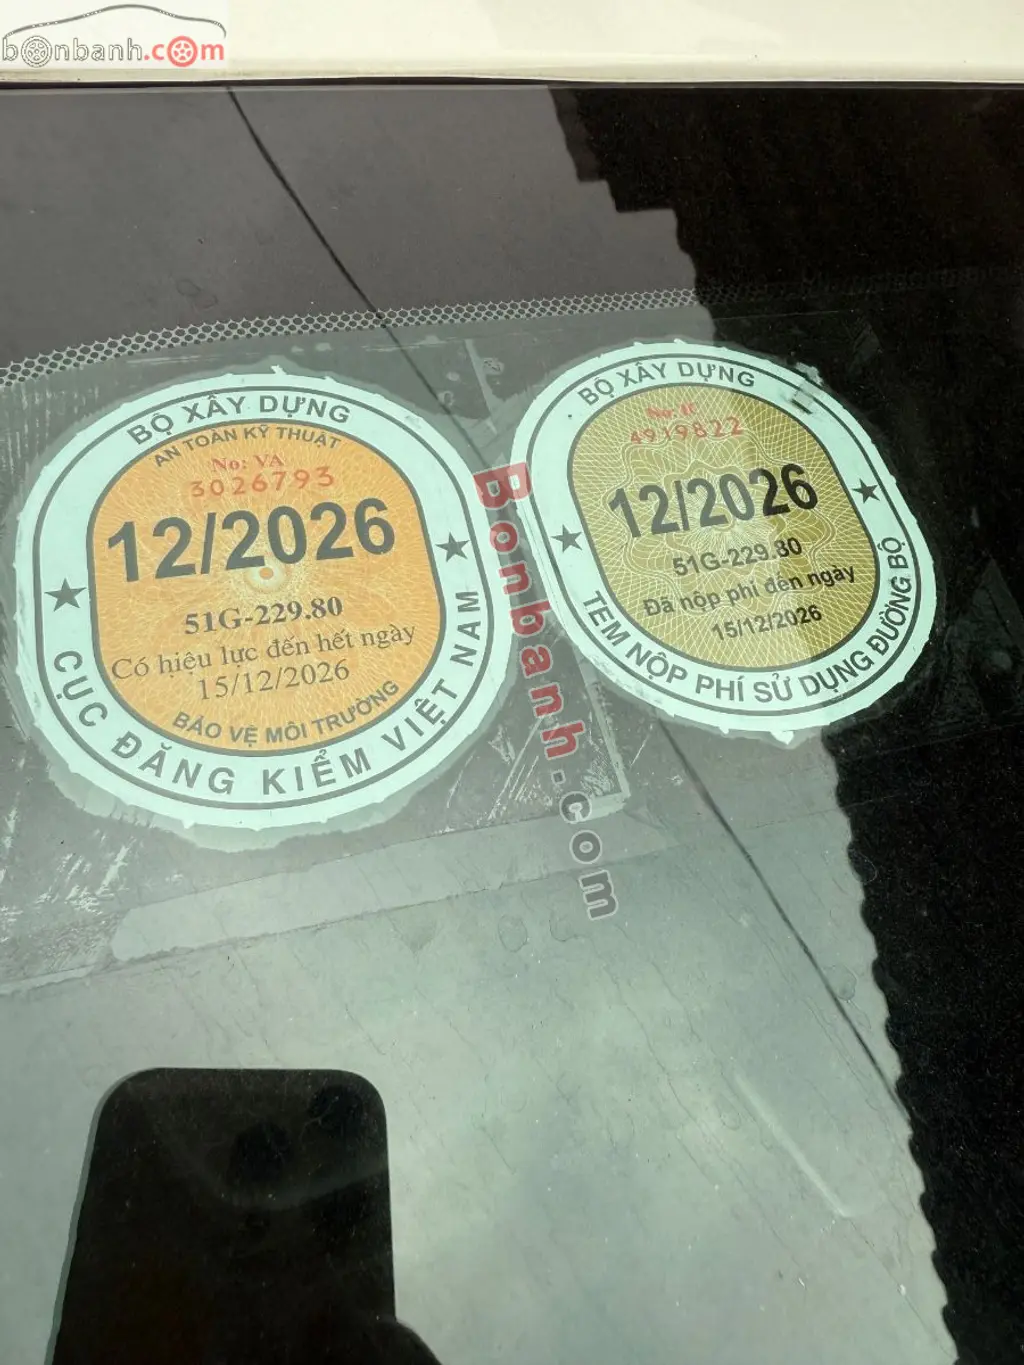 bonbanh.com
BỘ XÂY DỰNG
AN TOÀN KỸ THUẬT
No: VA
3026793
12/2026
51G-229.80
Có hiệu lực đến hết ngày
15/12/2026
BẢO VỆ MÔI TRƯỜNG
CỤC ĐĂNG KIỂM VIỆT NAM
BỘ XÂY DỰNG
4919822
12/2026
51G-229.80
Đã nộp phí đến ngày
15/12/2026
TEM NỘP PHÍ SỬ DỤNG ĐƯỜNG BỘ
Bonbanh.com